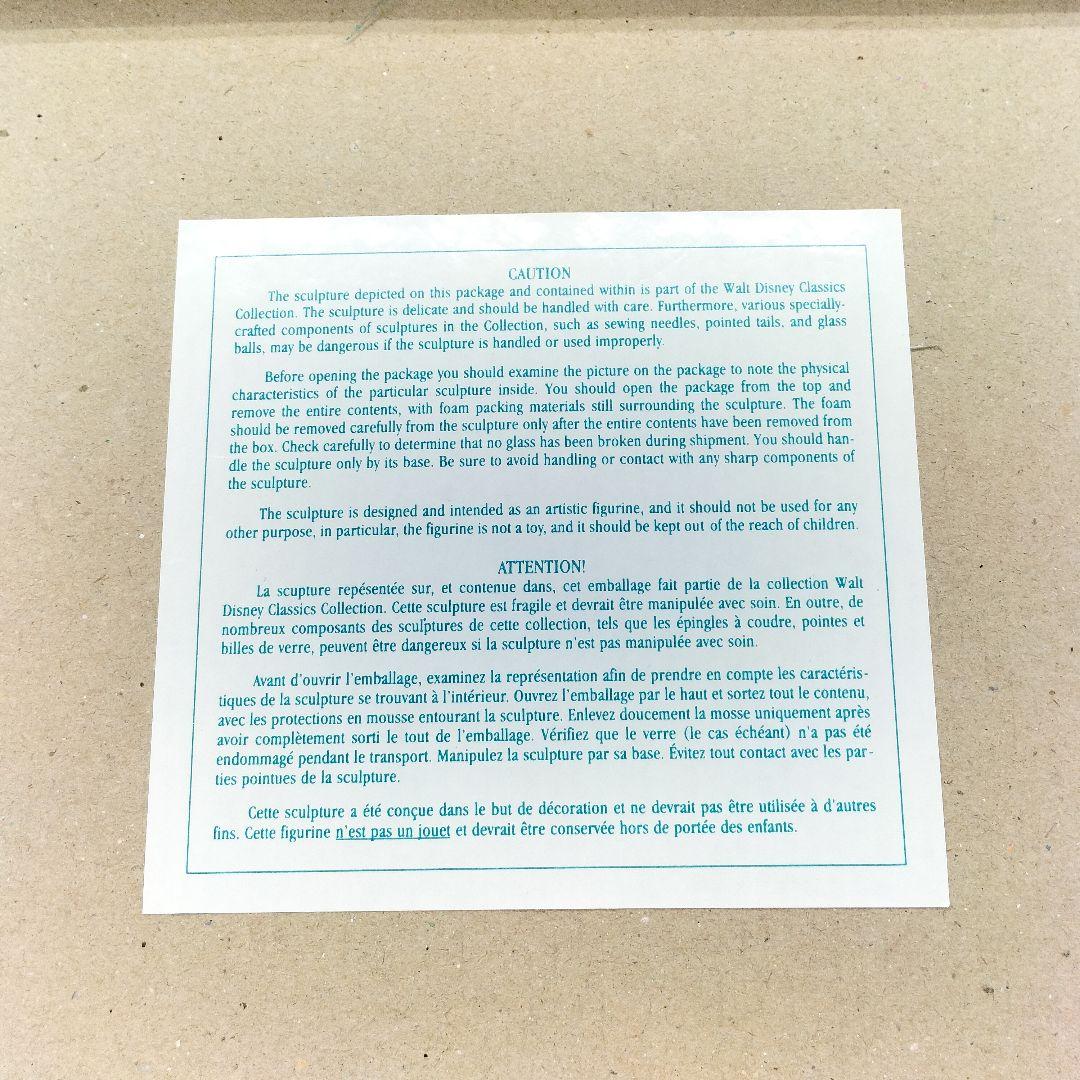 CAUTION
The sculpture depicted on this package and contained within is part of the Walt Disney Classics
Collection. The sculpture is delicate and should be handled with care. Furthermore, various specially-
crafted components of sculptures in the Collection, such as sewing needles, pointed tails, and glass
balls, may be dangerous if the sculpture is handled or used improperly.
Before opening the package you should examine the picture on the package to note the physical
characteristics of the particular sculpture inside. You should open the package from the top and
remove the entire contents, with foam packing materials still surrounding the sculpture. The foam
should be removed carefully from the sculpture only after the entire contents have been removed from
the box. Check carefully to determine that no glass has been broken during shipment. You should han-
dle the sculpture only by its base. Be sure to avoid handling or contact with any sharp components of
the sculpture.
The sculpture is designed and intended as an artistic figurine, and it should not be used for any
other purpose, in particular, the figurine is not a toy, and it should be kept out of the reach of children.
ATTENTION!
La scupture repésentée sur, et contenue dans, cet emballage fait partie de la collection Walt
Disney Classics Collection. Cette sculpture est fragile et devrait être manipulée avec soin. En outre, de
nombreux composants des sculptures de cette collection, tels que les épingles à coudre, pointes et
billes de verre, peuvent être dangereux si la sculpture n'est pas manipulée avec soin.
Avant d'ouvrir l'emballage, examinez la représentation afin de prendre en compte les caractéris-
tiques de la sculpture se trouvant à l'intérieur. Ouvrez l'emballage par le haut et sortez tout le contenu,
avec les protections en mousse entourant la sculpture. Enlevez doucement la mosse uniquement après
avoir complètement sorti le tout de l'emballage. Vérifiez que le verre (le cas échéant) n'a pas été
endommagé pendant le transport. Manipulez la sculpture par sa base. Évitez tout contact avec les par-
ties pointues de la sculpture.
Cette sculpture a été conçue dans le but de décoration et ne devrait pas être utilisée à d'autres
fins. Cette figurine n'est pas un jouet et devrait être conservée hors de portée des enfants.